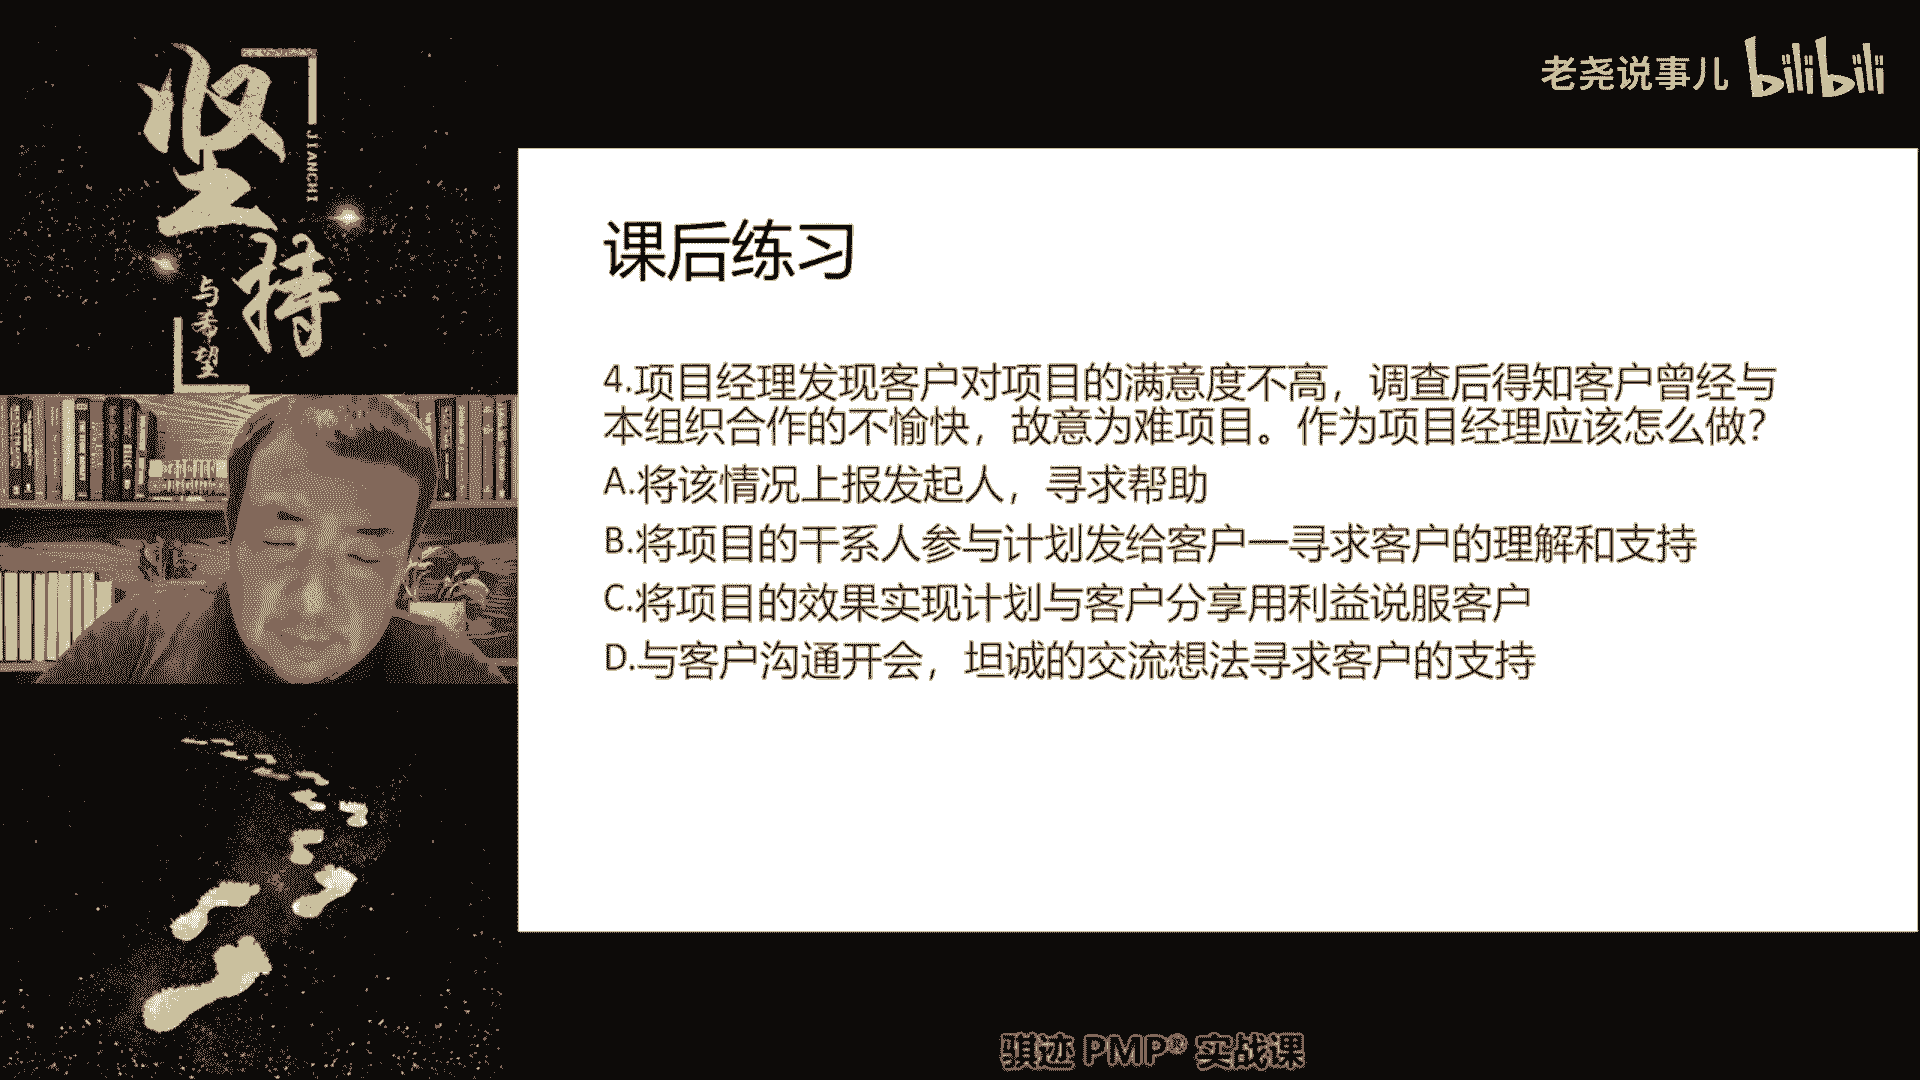 坚
持
JIANCHI
与希望
老尧说事儿 bilibili
课后练习
4.项目经理发现客户对项目的满意度不高，调查后得知客户曾经与
本组织合作的不愉快，故意为难项目。作为项目经理应该怎么做？
A.将该情况上报发起人，寻求帮助
B.将项目的干系人参与计划发给客户—寻求客户的理解和支持
C.将项目的效果实现计划与客户分享用利益说服客户
D.与客户沟通开会，坦诚的交流想法寻求客户的支持
骐迹 PMP® 实战课